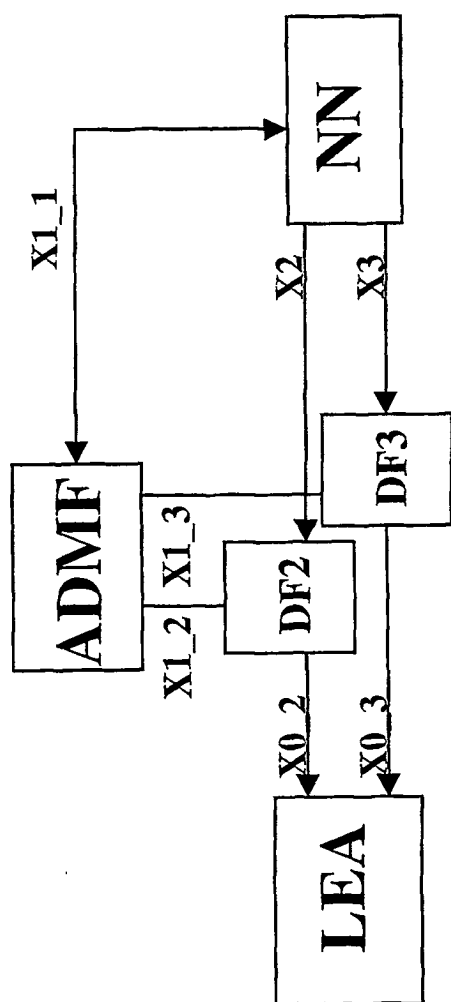 X1_1
ADMF
X1_2
X1_3
X0_2
DF2
X2
LEA
NN
X0_3
DF3
X3